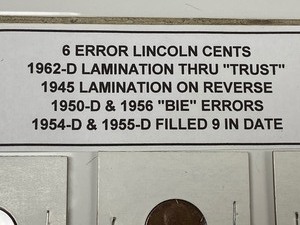 6 ERROR LINCOLN CENTS
1962-D LAMINATION THRU "TRUST"
1945 LAMINATION ON REVERSE
1950-D & 1956 "BIE" ERRORS
1954-D & 1955-D FILLED 9 IN DATE